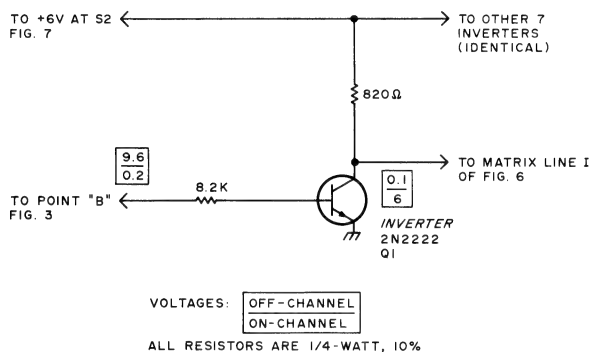 TO +6V AT S2
FIG. 7
TO OTHER 7
INVERTERS
(IDENTICAL)
820Ω
9.6
0.2
8.2K
TO POINT "B"
FIG. 3
0.1
6
TO MATRIX LINE I
OF FIG. 6
INVERTER
2N2222
Q1
VOLTAGES: OFF-CHANNEL
ON-CHANNEL
ALL RESISTORS ARE 1/4-WATT, 10%